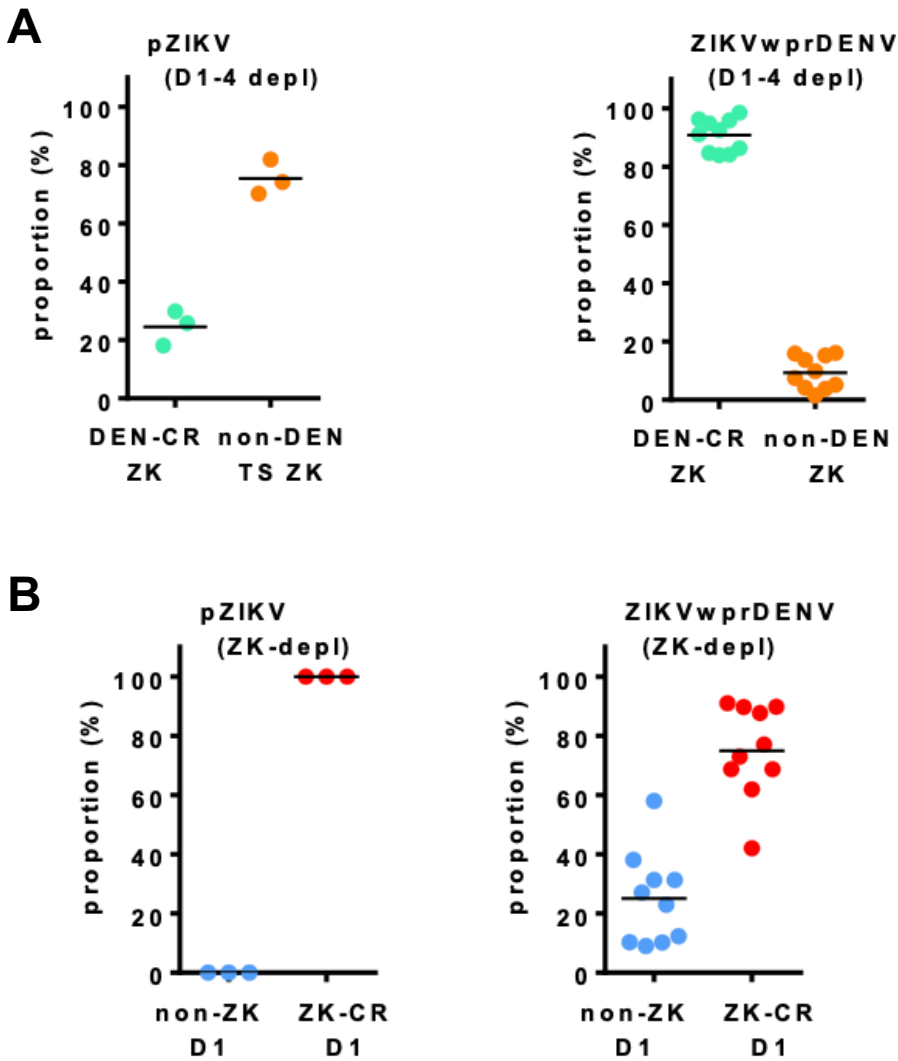 A
pZIKV
(D1-4 depl)
proportion (%)
100
80
60
40
20
0
DEN-CR non-DEN
ZK TS ZK
ZIKVwprDENV
(D1-4 depl)
proportion (%)
100
80
60
40
20
0
DEN-CR non-DEN
ZK ZK
B
pZIKV
(ZK-depl)
proportion (%)
100
80
60
40
20
0
non-ZK ZK-CR
D1 D1
ZIKVwprDENV
(ZK-depl)
proportion (%)
100
80
60
40
20
0
non-ZK ZK-CR
D1 D1